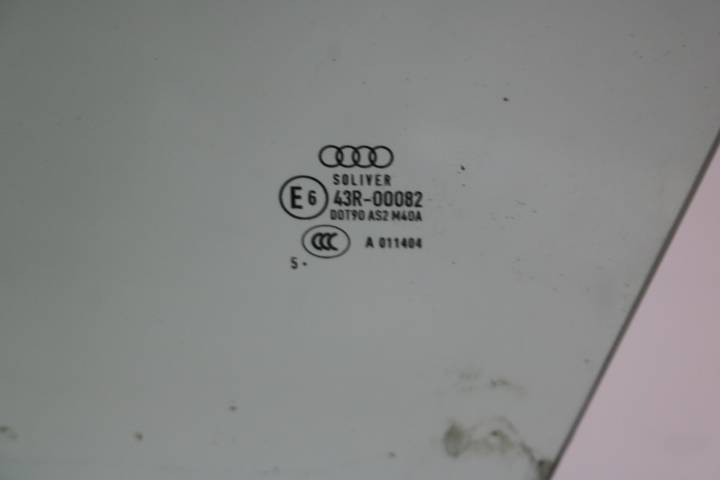 SOLIVER
E6 43R-00082
DOT90 AS2 M40A
CCC A 011404
5 •